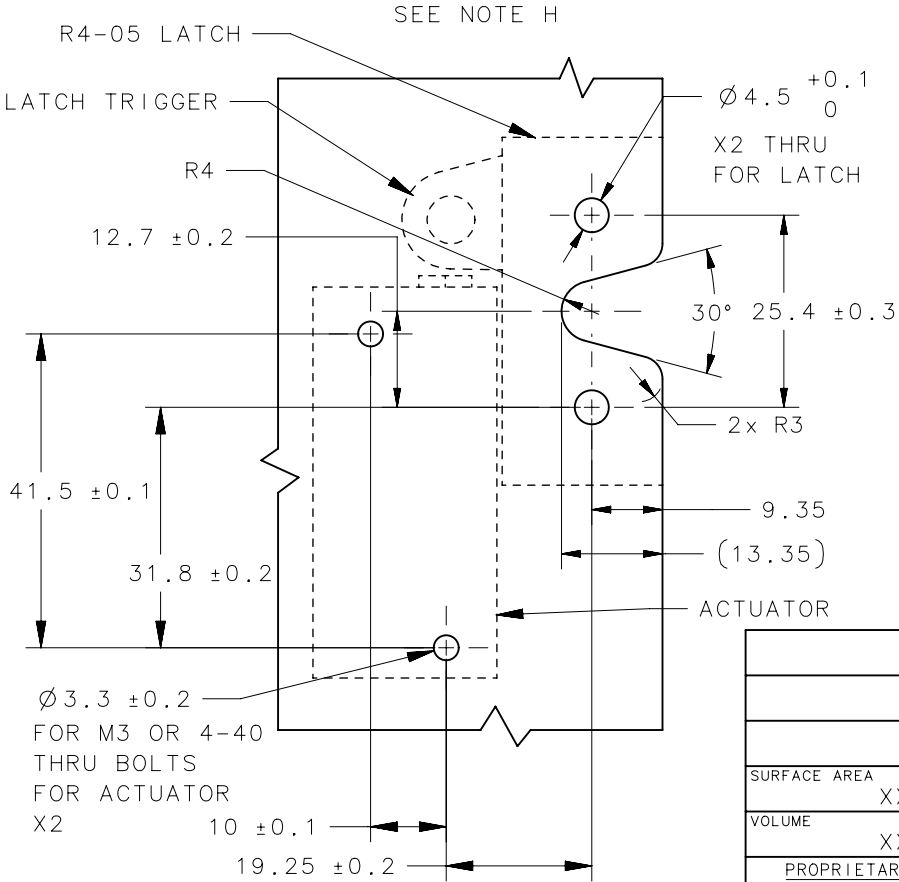 SEE NOTE H
R4-05 LATCH
LATCH TRIGGER
R4
12.7 ±0.2
Ø4.5 +0.1
0
X2 THRU
FOR LATCH
30° 25.4 ±0.3
2x R3
41.5 ±0.1
9.35
(13.35)
31.8 ±0.2
ACTUATOR
Ø3.3 ±0.2
FOR M3 OR 4-40
THRU BOLTS
FOR ACTUATOR
X2
10 ±0.1
19.25 ±0.2
SURFACE AREA
VOLUME